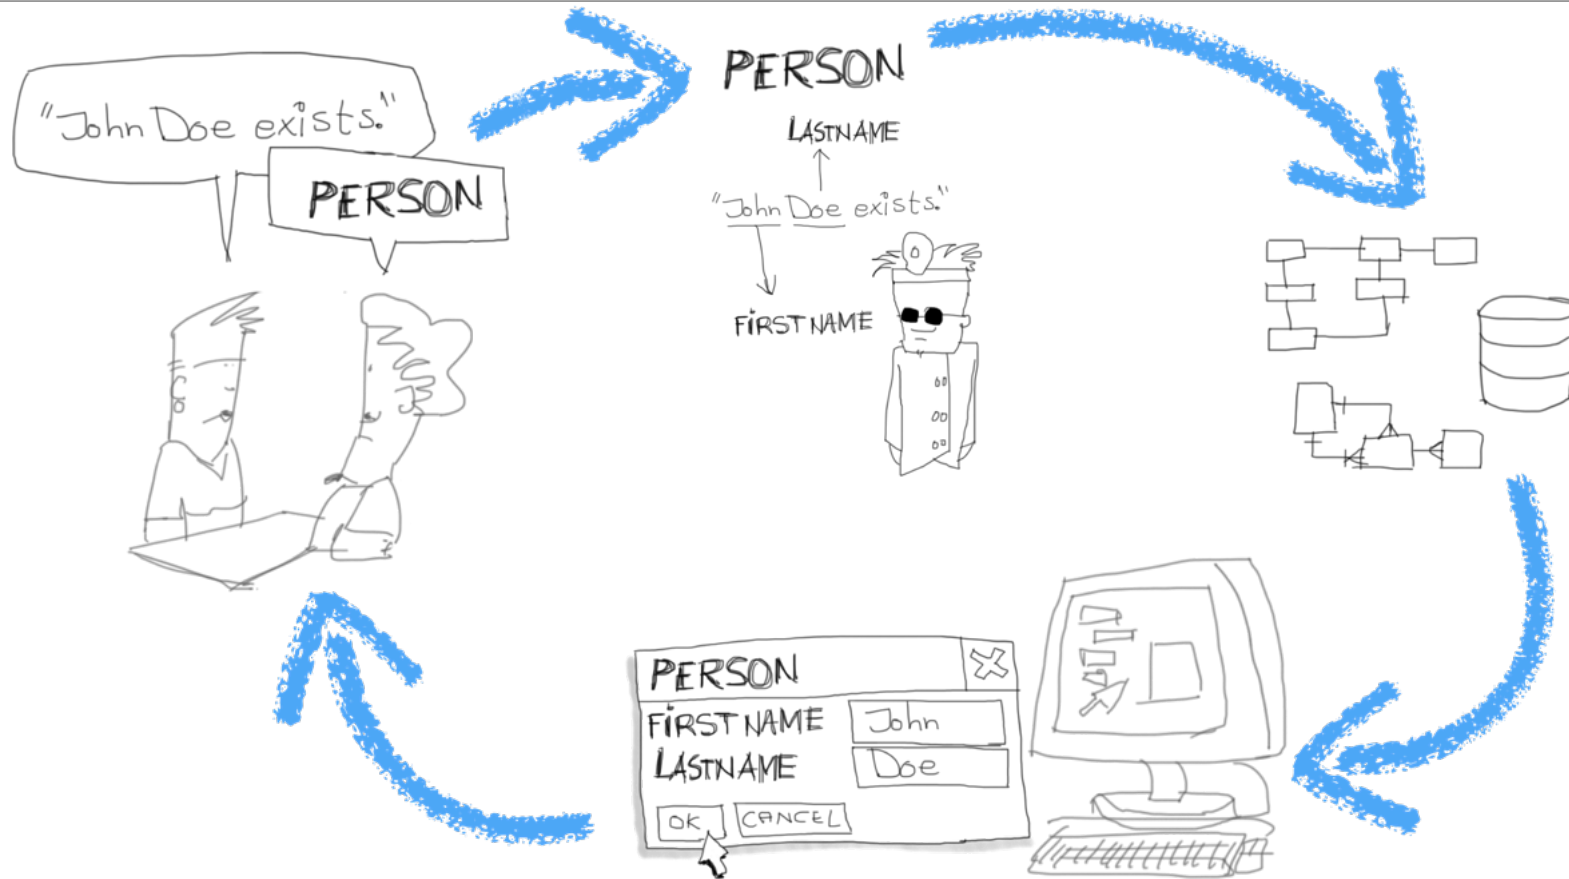 "John Doe exists."
PERSON
PERSON
LASTNAME
"John Doe exists."
FIRSTNAME
PERSON
FIRSTNAME John
LASTNAME Doe
OK CANCEL